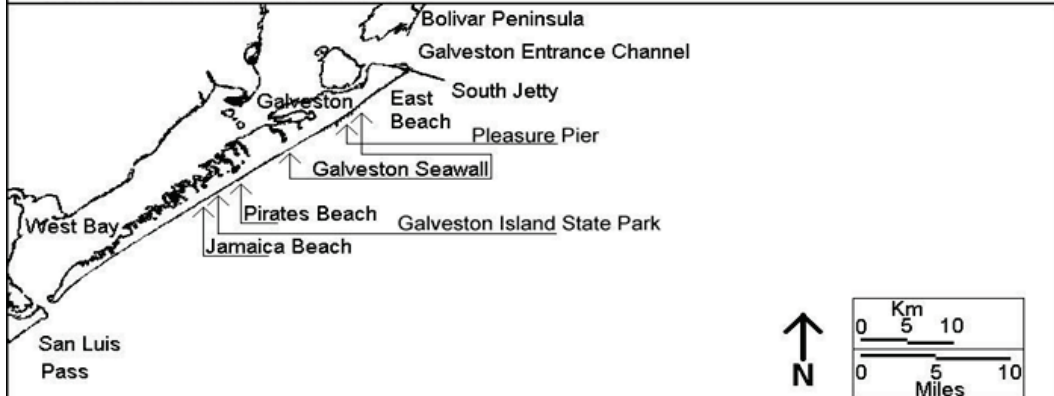 Bolivar Peninsula
Galveston Entrance Channel
South Jetty
Galveston
East
Beach
Pleasure Pier
Galveston Seawall
Pirates Beach
Galveston Island State Park
West Bay
Jamaica Beach
San Luis
Pass
N
Km
0 5 10
0 5 10
Miles